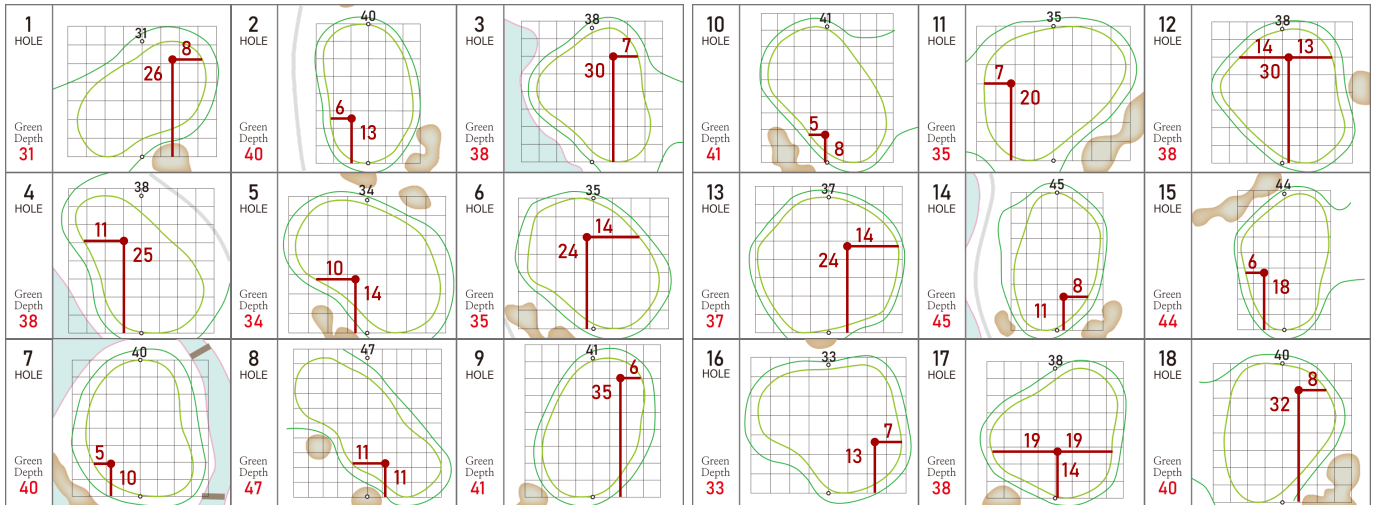 1
HOLE
31
8
26
Green
Depth
31
2
HOLE
40
6
13
Green
Depth
40
3
HOLE
38
7
30
Green
Depth
38
4
HOLE
38
11
25
Green
Depth
38
5
HOLE
34
10
14
Green
Depth
34
6
HOLE
35
14
24
Green
Depth
35
7
HOLE
40
5
10
Green
Depth
40
8
HOLE
47
11
11
Green
Depth
47
9
HOLE
41
6
35
Green
Depth
41
10
HOLE
41
5
8
Green
Depth
41
11
HOLE
35
7
20
Green
Depth
35
12
HOLE
38
14 13
30
Green
Depth
38
13
HOLE
37
14
24
Green
Depth
37
14
HOLE
45
8
11
Green
Depth
45
15
HOLE
44
6
18
Green
Depth
44
16
HOLE
33
7
13
Green
Depth
33
17
HOLE
38
19 19
14
Green
Depth
38
18
HOLE
40
8
32
Green
Depth
40